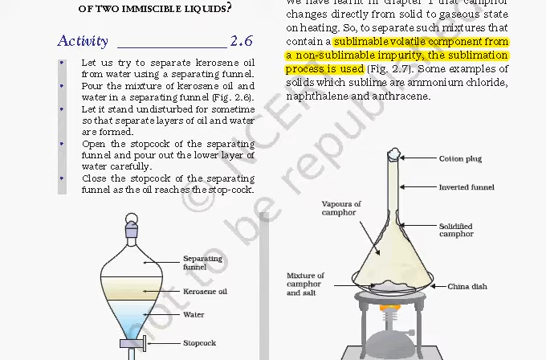 OF TWO IMMISCIBLE LIQUIDS?
Activity 2.6
• Let us try to separate kerosene oil
from water using a separating funnel.
• Pour the mixture of kerosene oil and
water in a separating funnel (Fig. 2.6).
• Let it stand undisturbed for sometime
so that separate layers of oil and water
are formed.
• Open the stopcock of the separating
funnel and pour out the lower layer of
water carefully.
• Close the stopcock of the separating
funnel as the oil reaches the stop-cock.
Separating
funnel
Kerosene oil
Water
Stopcock
We have learnt in chapter 1 that camphor
changes directly from solid to gaseous state
on heating. So, to separate such mixtures that
contain a sublimable volatile component from
a non-sublimable impurity, the sublimation
process is used (Fig. 2.7). Some examples of
solids which sublime are ammonium chloride,
naphthalene and anthracene.
Cotton plug
Inverted funnel
Vapours of
camphor
Solidified
camphor
Mixture of
camphor
and salt
China dish
© NCERT
not to be republished